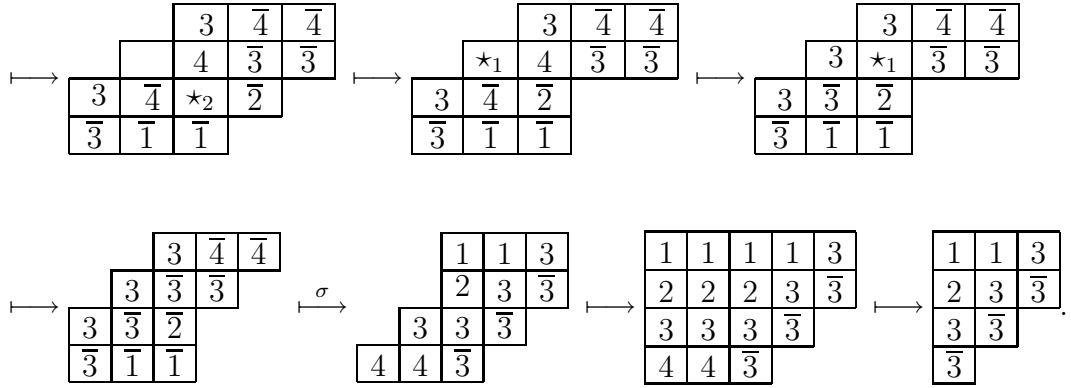 3 4̄ 4̄ 3 4̄ 4̄ 3 4̄ 4̄
⟼ 4 3̄ 3̄ ⟼ ⋆₁ 4 3̄ 3̄ ⟼ 3 ⋆₁ 3̄ 3̄
3 4̄ ⋆₂ 2̄ 3 4̄ 2̄ 3 3̄ 2̄
3̄ 1̄ 1̄ 3̄ 1̄ 1̄ 3̄ 1̄ 1̄
3 4̄ 4̄ 1 1 3 1 1 1 1 3 1 1 3
⟼ 3 3̄ 3̄ σ⟼ 2 3 3̄ ⟼ 2 2 2 3 3̄ ⟼ 2 3 3̄
3 3̄ 2̄ 3 3 3̄ 3 3 3 3̄ 3 3̄ .
3̄ 1̄ 1̄ 4 4 3̄ 4 4 3̄ 3̄